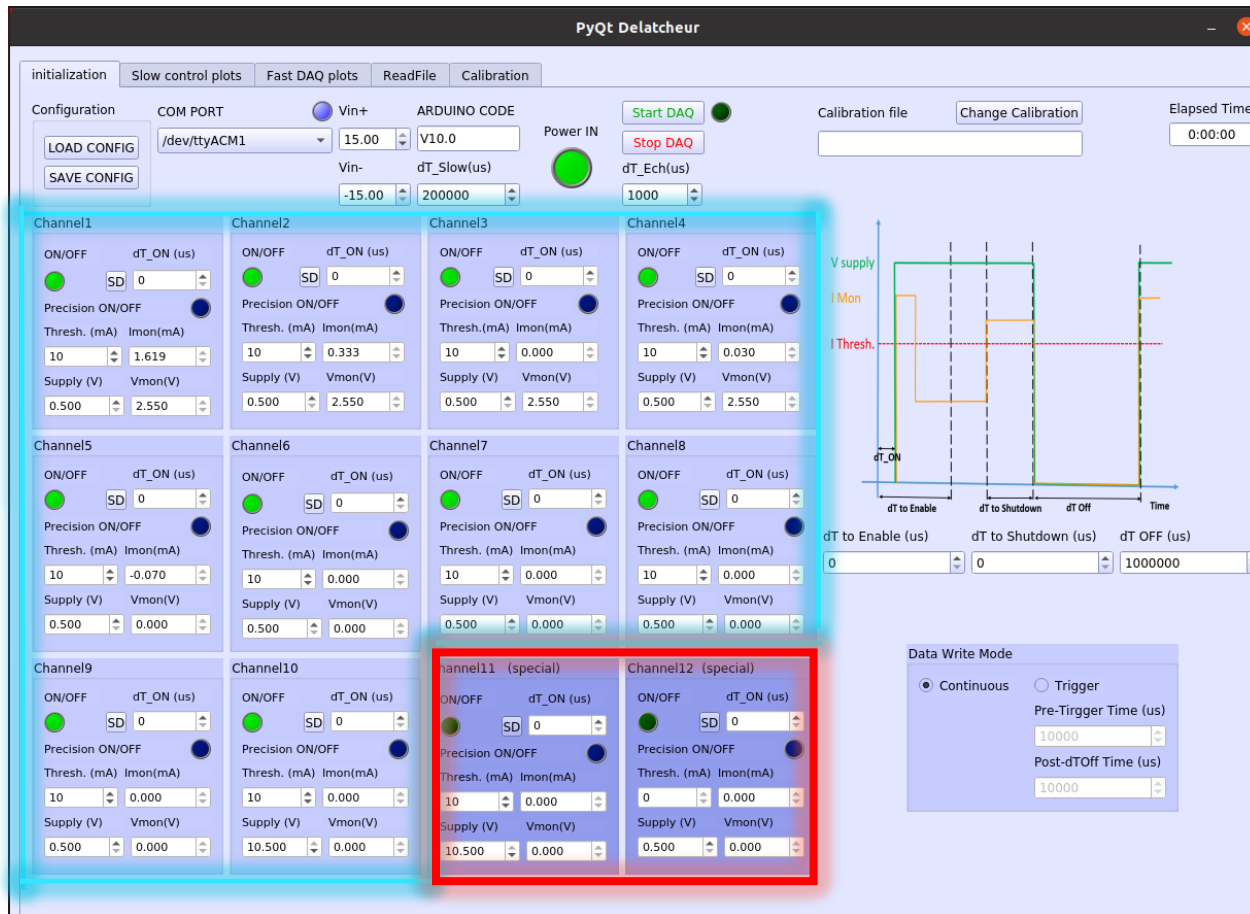 PyQt Delatcheur
initialization Slow control plots Fast DAQ plots ReadFile Calibration
Configuration COM PORT Vin+ ARDUINO CODE Start DAQ Calibration file Change Calibration Elapsed Time
LOAD CONFIG /dev/ttyACM1 15.00 V10.0 Power IN Stop DAQ 0:00:00
SAVE CONFIG Vin- dT_Slow(us) dT_Ech(us)
-15.00 200000 1000
Channel1 Channel2 Channel3 Channel4
ON/OFF dT_ON (us) ON/OFF dT_ON (us) ON/OFF dT_ON (us) ON/OFF dT_ON (us)
SD 0 SD 0 SD 0 SD 0
Precision ON/OFF Precision ON/OFF Precision ON/OFF Precision ON/OFF
Thresh. (mA) Imon(mA) Thresh. (mA) Imon(mA) Thresh.(mA) Imon(mA) Thresh. (mA) Imon(mA)
10 1.619 10 0.333 10 0.000 10 0.030
Supply (V) Vmon(V) Supply (V) Vmon(V) Supply (V) Vmon(V) Supply (V) Vmon(V)
0.500 2.550 0.500 2.550 0.500 2.550 0.500 2.550
V supply
I Mon
I Thresh.
dT_ON
dT to Enable dT to Shutdown dT Off Time
dT to Enable (us) dT to Shutdown (us) dT OFF (us)
0 0 1000000
Channel5 Channel6 Channel7 Channel8
ON/OFF dT_ON (us) ON/OFF dT_ON (us) ON/OFF dT_ON (us) ON/OFF dT_ON (us)
SD 0 SD 0 SD 0 SD 0
Precision ON/OFF Precision ON/OFF Precision ON/OFF Precision ON/OFF
Thresh. (mA) Imon(mA) Thresh. (mA) Imon(mA) Thresh. (mA) Imon(mA) Thresh. (mA) Imon(mA)
10 -0.070 10 0.000 10 0.000 10 0.000
Supply (V) Vmon(V) Supply (V) Vmon(V) Supply (V) Vmon(V) Supply (V) Vmon(V)
0.500 0.000 0.500 0.000 0.500 0.000 0.500 0.000
Channel9 Channel10 hannel11 (special) Channel12 (special)
ON/OFF dT_ON (us) ON/OFF dT_ON (us) ON/OFF dT_ON (us) ON/OFF dT_ON (us)
SD 0 SD 0 SD 0 SD 0
Precision ON/OFF Precision ON/OFF Precision ON/OFF Precision ON/OFF
Thresh. (mA) Imon(mA) Thresh. (mA) Imon(mA) Thresh. (mA) Imon(mA) Thresh. (mA) Imon(mA)
10 0.000 10 0.000 10 0.000 0 0.000
Supply (V) Vmon(V) Supply (V) Vmon(V) Supply (V) Vmon(V) Supply (V) Vmon(V)
0.500 0.000 10.500 0.000 10.500 0.000 0.500 0.000
Data Write Mode
Continuous Trigger
Pre-Tirgger Time (us)
10000
Post-dTOff Time (us)
10000